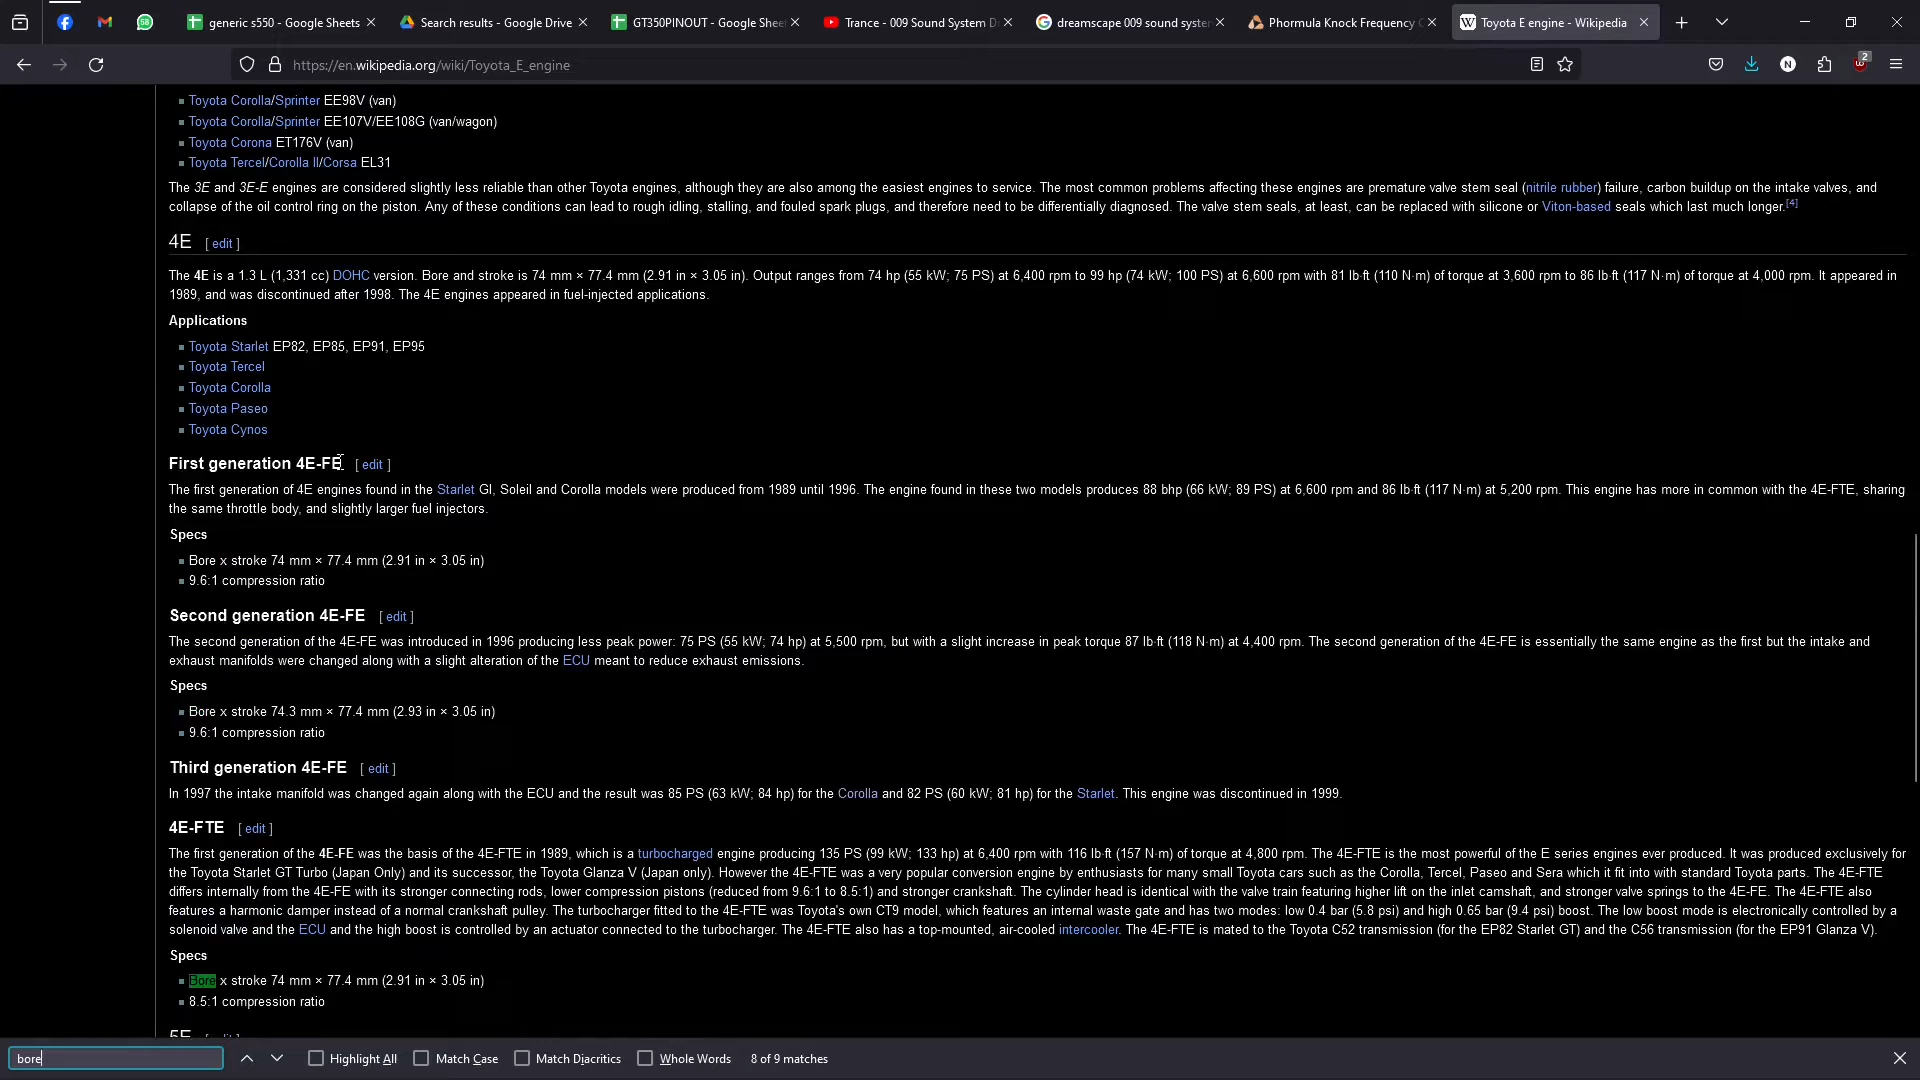 generic s550 - Google Sheets
Search results - Google Drive
GT350PINOUT - Google Shee
Trance - 009 Sound System D
dreamscape 009 sound system
Phormula Knock Frequency C
W Toyota E engine - Wikipedia
https://en.wikipedia.org/wiki/Toyota_E_engine
N
2
Toyota Corolla/Sprinter EE98V (van)
Toyota Corolla/Sprinter EE107V/EE108G (van/wagon)
Toyota Corona ET176V (van)
Toyota Tercel/Corolla II/Corsa EL31
The 3E and 3E-E engines are considered slightly less reliable than other Toyota engines, although they are also among the easiest engines to service. The most common problems affecting these engines are premature valve stem seal (nitrile rubber) failure, carbon buildup on the intake valves, and
collapse of the oil control ring on the piston. Any of these conditions can lead to rough idling, stalling, and fouled spark plugs, and therefore need to be differentially diagnosed. The valve stem seals, at least, can be replaced with silicone or Viton-based seals which last much longer.[4]
4E [ edit ]
The 4E is a 1.3 L (1,331 cc) DOHC version. Bore and stroke is 74 mm × 77.4 mm (2.91 in × 3.05 in). Output ranges from 74 hp (55 kW; 75 PS) at 6,400 rpm to 99 hp (74 kW; 100 PS) at 6,600 rpm with 81 lb·ft (110 N·m) of torque at 3,600 rpm to 86 lb·ft (117 N·m) of torque at 4,000 rpm. It appeared in
1989, and was discontinued after 1998. The 4E engines appeared in fuel-injected applications.
Applications
Toyota Starlet EP82, EP85, EP91, EP95
Toyota Tercel
Toyota Corolla
Toyota Paseo
Toyota Cynos
First generation 4E-FE [ edit ]
The first generation of 4E engines found in the Starlet GI, Soleil and Corolla models were produced from 1989 until 1996. The engine found in these two models produces 88 bhp (66 kW; 89 PS) at 6,600 rpm and 86 lb·ft (117 N·m) at 5,200 rpm. This engine has more in common with the 4E-FTE, sharing
the same throttle body, and slightly larger fuel injectors.
Specs
Bore x stroke 74 mm × 77.4 mm (2.91 in × 3.05 in)
9.6:1 compression ratio
Second generation 4E-FE [ edit ]
The second generation of the 4E-FE was introduced in 1996 producing less peak power: 75 PS (55 kW; 74 hp) at 5,500 rpm, but with a slight increase in peak torque 87 lb·ft (118 N·m) at 4,400 rpm. The second generation of the 4E-FE is essentially the same engine as the first but the intake and
exhaust manifolds were changed along with a slight alteration of the ECU meant to reduce exhaust emissions.
Specs
Bore x stroke 74.3 mm × 77.4 mm (2.93 in × 3.05 in)
9.6:1 compression ratio
Third generation 4E-FE [ edit ]
In 1997 the intake manifold was changed again along with the ECU and the result was 85 PS (63 kW; 84 hp) for the Corolla and 82 PS (60 kW; 81 hp) for the Starlet. This engine was discontinued in 1999.
4E-FTE [ edit ]
The first generation of the 4E-FE was the basis of the 4E-FTE in 1989, which is a turbocharged engine producing 135 PS (99 kW; 133 hp) at 6,400 rpm with 116 lb·ft (157 N·m) of torque at 4,800 rpm. The 4E-FTE is the most powerful of the E series engines ever produced. It was produced exclusively for
the Toyota Starlet GT Turbo (Japan Only) and its successor, the Toyota Glanza V (Japan only). However the 4E-FTE was a very popular conversion engine by enthusiasts for many small Toyota cars such as the Corolla, Tercel, Paseo and Sera which it fit into with standard Toyota parts. The 4E-FTE
differs internally from the 4E-FE with its stronger connecting rods, lower compression pistons (reduced from 9.6:1 to 8.5:1) and stronger crankshaft. The cylinder head is identical with the valve train featuring higher lift on the inlet camshaft, and stronger valve springs to the 4E-FE. The 4E-FTE also
features a harmonic damper instead of a normal crankshaft pulley. The turbocharger fitted to the 4E-FTE was Toyota's own CT9 model, which features an internal waste gate and has two modes: low 0.4 bar (5.8 psi) and high 0.65 bar (9.4 psi) boost. The low boost mode is electronically controlled by a
solenoid valve and the ECU and the high boost is controlled by an actuator connected to the turbocharger. The 4E-FTE also has a top-mounted, air-cooled intercooler. The 4E-FTE is mated to the Toyota C52 transmission (for the EP82 Starlet GT) and the C56 transmission (for the EP91 Glanza V).
Specs
Bore x stroke 74 mm × 77.4 mm (2.91 in × 3.05 in)
8.5:1 compression ratio
5E [ edit ]
bore
Highlight All
Match Case
Match Diacritics
Whole Words
8 of 9 matches